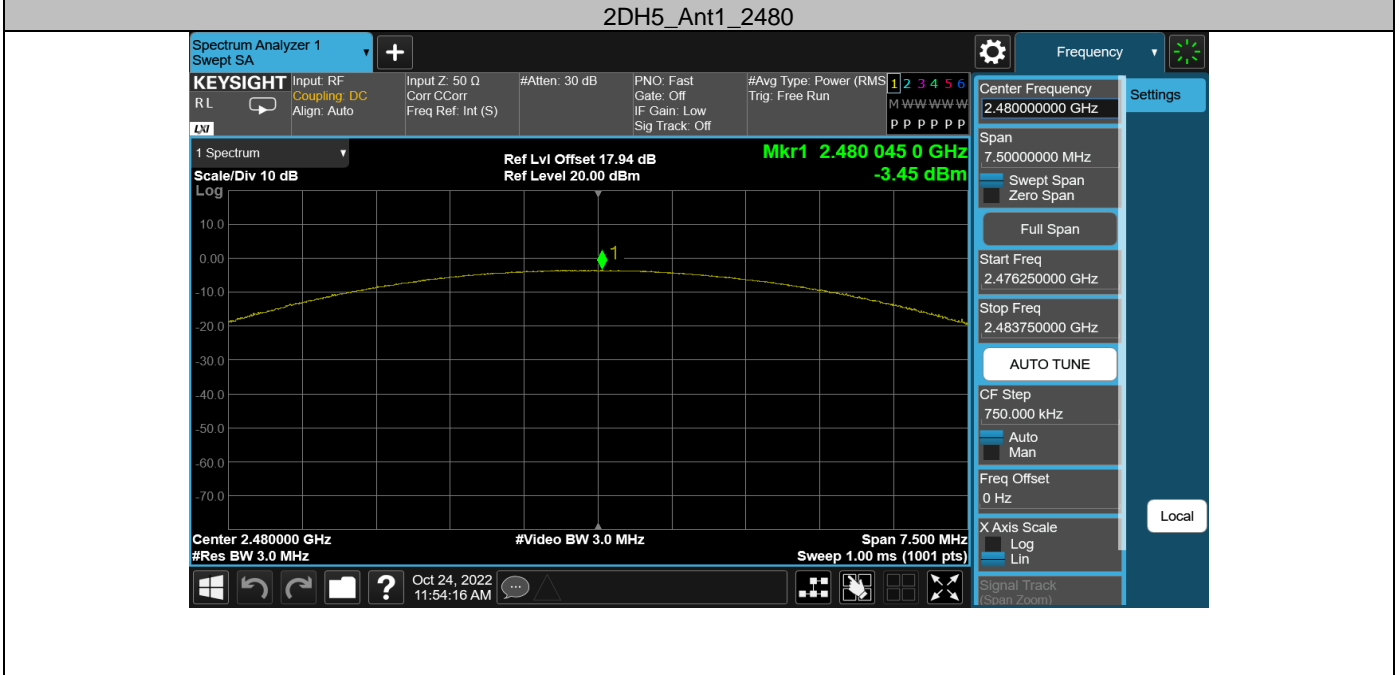 2DH5_Ant1_2480
Spectrum Analyzer 1
Swept SA
Frequency
KEYSIGHT
RL
LXI
Input: RF
Coupling: DC
Align: Auto
Input Z: 50 Ω
Corr CCorr
Freq Ref: Int (S)
#Atten: 30 dB
PNO: Fast
Gate: Off
IF Gain: Low
Sig Track: Off
#Avg Type: Power (RMS
Trig: Free Run
1 2 3 4 5 6
M W W W W W
P P P P P P
1 Spectrum
Scale/Div 10 dB
Ref Lvl Offset 17.94 dB
Ref Level 20.00 dBm
Mkr1 2.480 045 0 GHz
-3.45 dBm
Log
10.0
0.00
-10.0
-20.0
-30.0
-40.0
-50.0
-60.0
-70.0
1
Center 2.480000 GHz
#Res BW 3.0 MHz
#Video BW 3.0 MHz
Span 7.500 MHz
Sweep 1.00 ms (1001 pts)
Center Frequency
2.480000000 GHz
Span
7.50000000 MHz
Swept Span
Zero Span
Full Span
Start Freq
2.476250000 GHz
Stop Freq
2.483750000 GHz
AUTO TUNE
CF Step
750.000 kHz
Auto
Man
Freq Offset
0 Hz
X Axis Scale
Log
Lin
Signal Track
(Span Zoom)
Settings
Local
?
Oct 24, 2022
11:54:16 AM